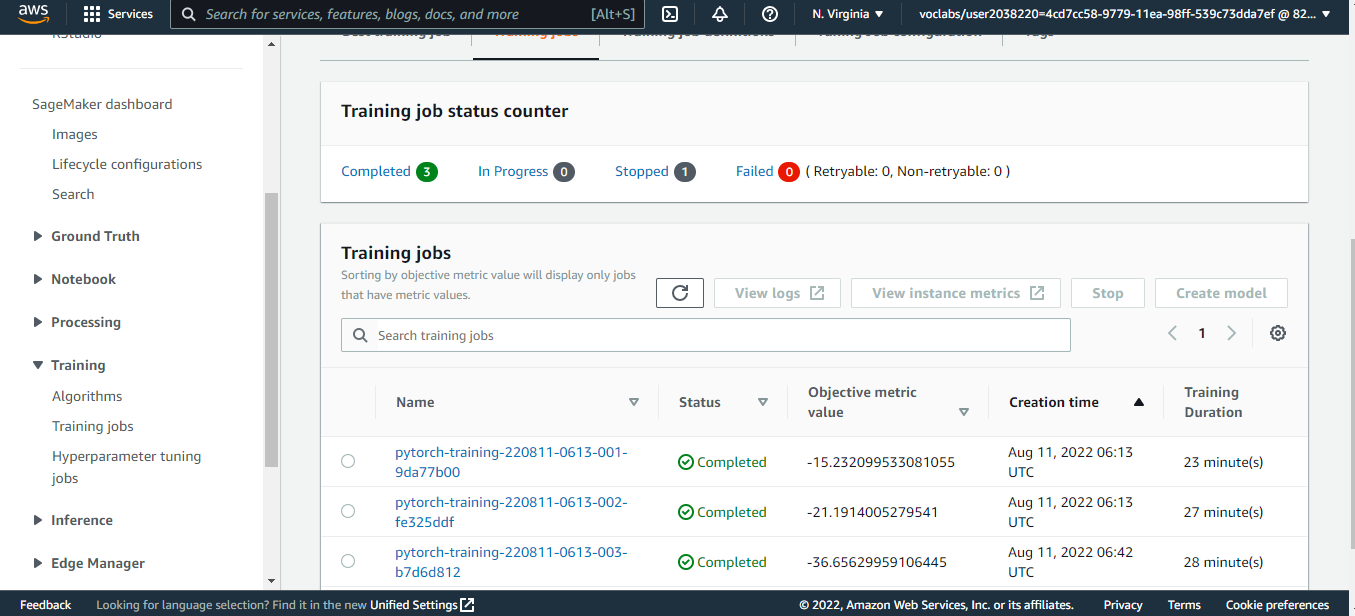 aws
Services
Search for services, features, blogs, docs, and more
[Alt+S]
N. Virginia
voclabs/user2038220=4cd7cc58-9779-11ea-98ff-539c73dda7ef @ 82...
SageMaker dashboard
Images
Lifecycle configurations
Search
Ground Truth
Notebook
Processing
Training
Algorithms
Training jobs
Hyperparameter tuning
jobs
Inference
Edge Manager
Training job status counter
Completed 3
In Progress 0
Stopped 1
Failed 0 ( Retryable: 0, Non-retryable: 0 )
Training jobs
Sorting by objective metric value will display only jobs
that have metric values.
View logs
View instance metrics
Stop
Create model
Search training jobs
1
Name
Status
Objective metric
value
Creation time
Training
Duration
pytorch-training-220811-0613-001-
9da77b00
Completed
-15.232099533081055
Aug 11, 2022 06:13
UTC
23 minute(s)
pytorch-training-220811-0613-002-
fe325ddf
Completed
-21.1914005279541
Aug 11, 2022 06:13
UTC
27 minute(s)
pytorch-training-220811-0613-003-
b7d6d812
Completed
-36.65629959106445
Aug 11, 2022 06:42
UTC
28 minute(s)
Feedback
Looking for language selection? Find it in the new Unified Settings
© 2022, Amazon Web Services, Inc. or its affiliates.
Privacy
Terms
Cookie preferences